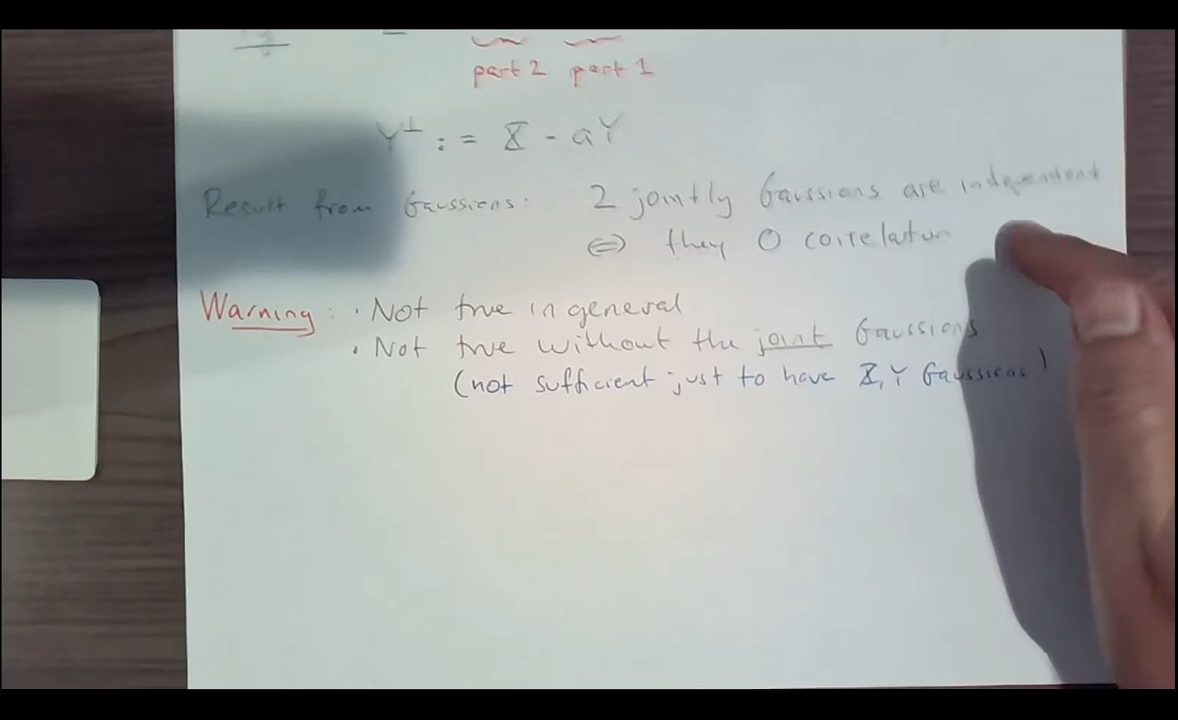 part 2 part 1
Y⊥ := X - aY
Result from Gaussians: 2 jointly Gaussians are independent
⇔ they 0 correlation
Warning: · Not true in general
· Not true without the joint Gaussians
(not sufficient just to have X, Y Gaussians)